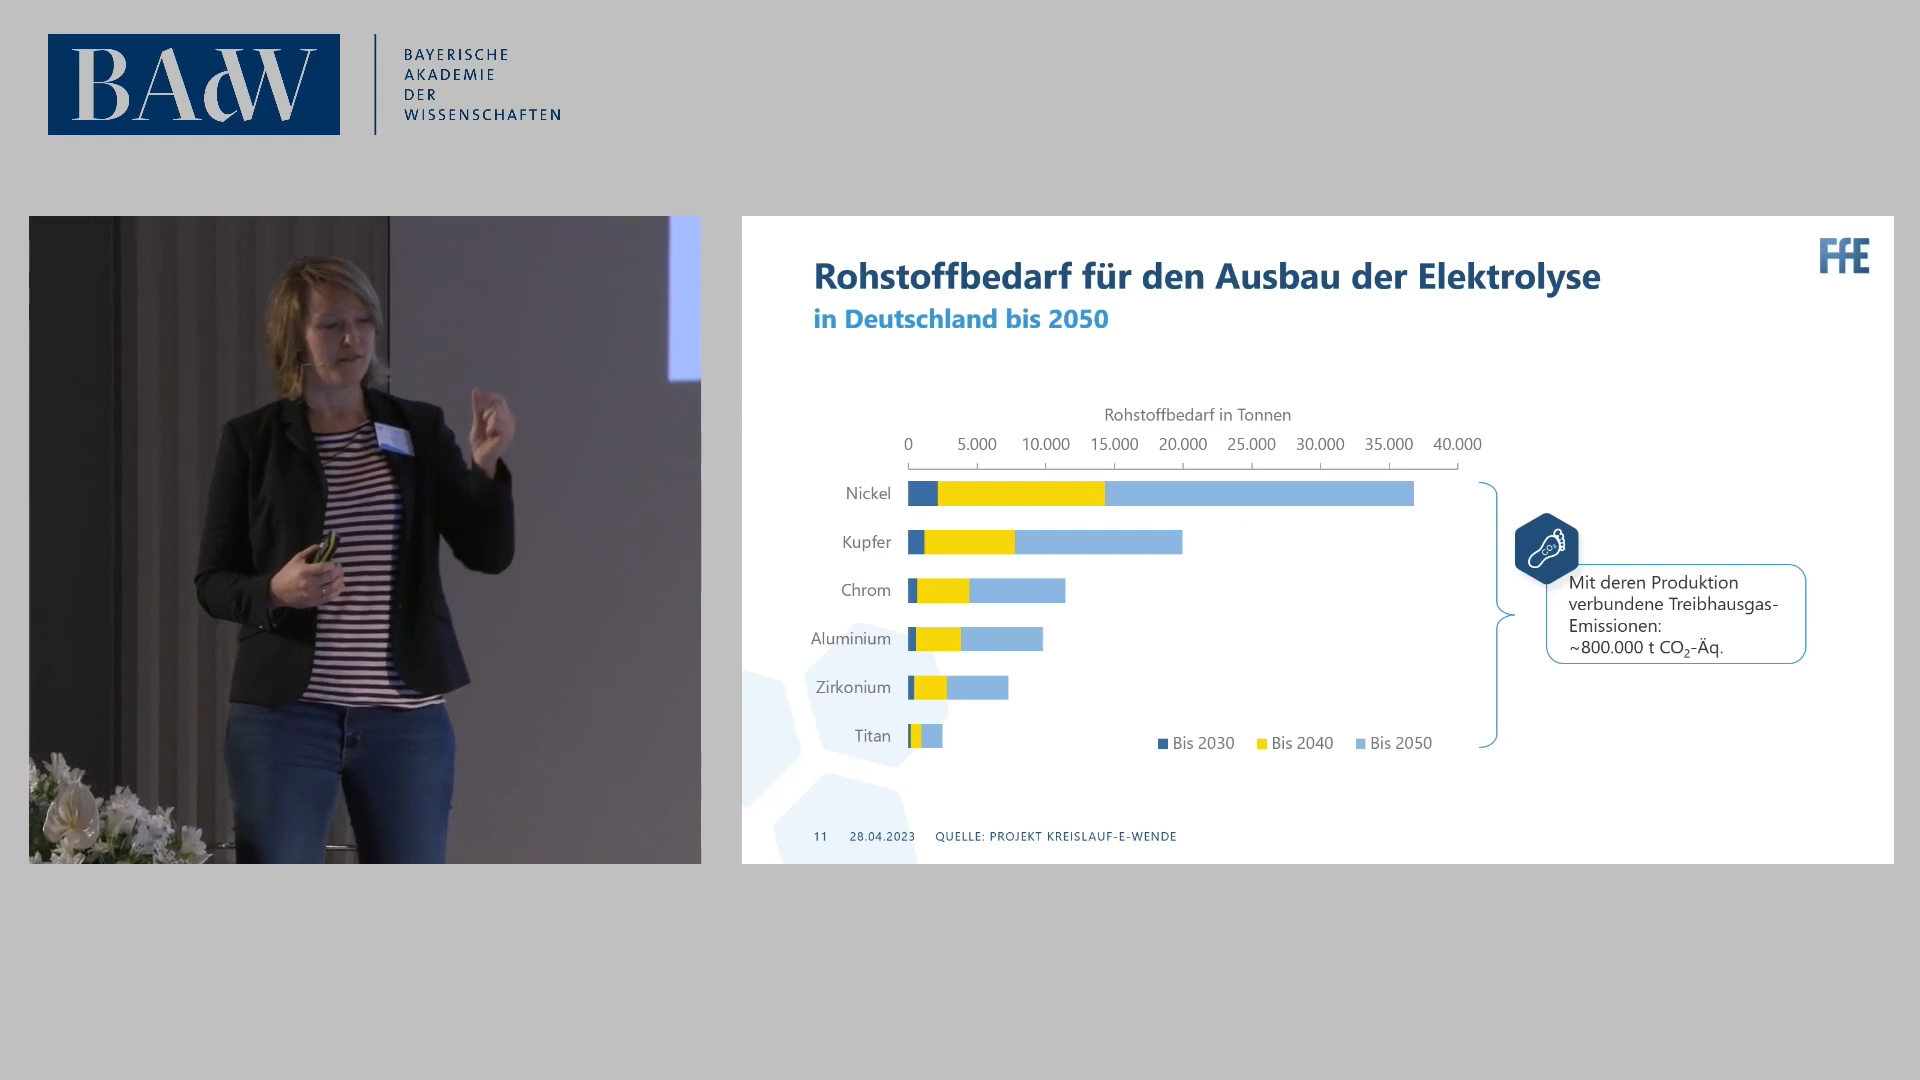 BAdW
BAYERISCHE
AKADEMIE
DER
WISSENSCHAFTEN
FfE
Rohstoffbedarf für den Ausbau der Elektrolyse
in Deutschland bis 2050
Rohstoffbedarf in Tonnen
0 5.000 10.000 15.000 20.000 25.000 30.000 35.000 40.000
Nickel
Kupfer
Chrom
Aluminium
Zirkonium
Titan
Bis 2030 Bis 2040 Bis 2050
CO₂
Mit deren Produktion
verbundene Treibhausgas-
Emissionen:
~800.000 t CO₂-Äq.
11 28.04.2023 QUELLE: PROJEKT KREISLAUF-E-WENDE